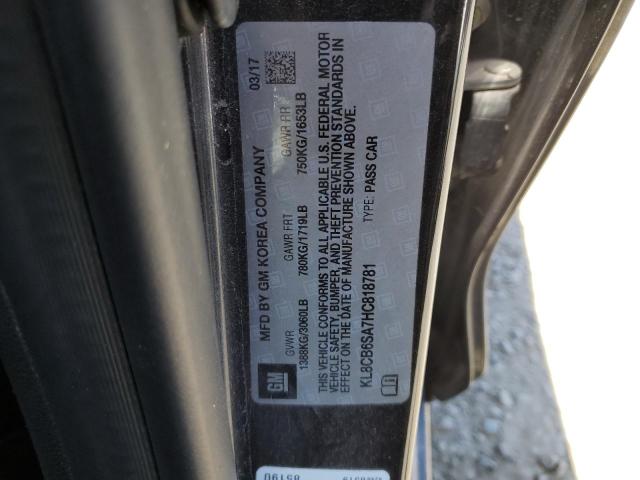 MFD BY GM KOREA COMPANY 03/17
GVWR GAWR FRT GAWR RR
1388KG/3060LB 780KG/1719LB 750KG/1653LB
THIS VEHICLE CONFORMS TO ALL APPLICABLE U.S. FEDERAL MOTOR
VEHICLE SAFETY, BUMPER, AND THEFT PREVENTION STANDARDS IN
EFFECT ON THE DATE OF MANUFACTURE SHOWN ABOVE.
KL8CB6SA7HC818781 TYPE: PASS CAR
GM